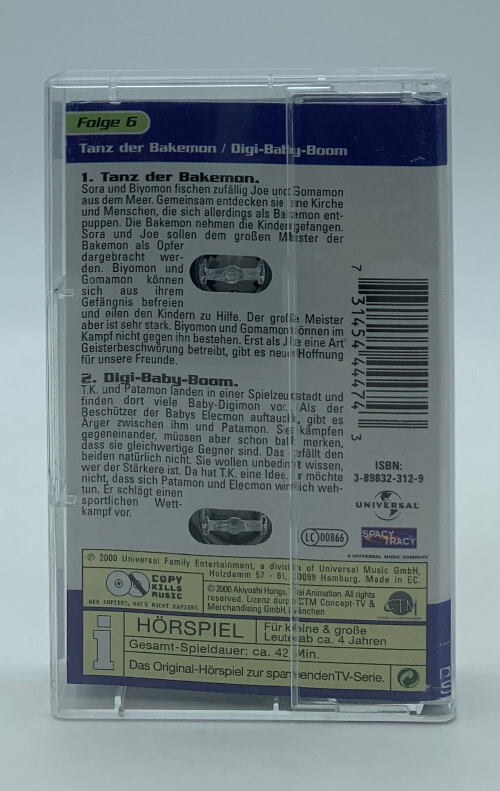 Folge 6
Tanz der Bakemon / Digi-Baby-Boom
1. Tanz der Bakemon.
Sora und Biyomon fischen zufällig Joe und Gomamon
aus dem Meer. Gemeinsam entdecken sie eine Kirche
und Menschen, die sich allerdings als Bakemon ent-
puppen. Die Bakemon nehmen die Kinder gefangen.
Sora und Joe sollen dem großen Meister der
Bakemon als Opfer
dargebracht wer-
den. Biyomon und
Gomamon können
sich aus ihrem
Gefängnis befreien
und eilen den Kindern zu Hilfe. Der große Meister
aber ist sehr stark. Biyomon und Gomamon können im
Kampf nicht gegen ihn bestehen. Erst als Joe eine Art
Geisterbeschwörung betreibt, gibt es neue Hoffnung
für unsere Freunde.
2. Digi-Baby-Boom.
T.K. und Patamon landen in einer Spielzeugstadt und
finden dort viele Baby-Digimon vor. Als der
Beschützer der Babys Elecmon auftaucht, gibt es
Ärger zwischen ihm und Patamon. Sie kämpfen
gegeneinander, müssen aber schon bald merken,
dass sie gleichwertige Gegner sind. Das gefällt den
beiden natürlich nicht. Sie wollen unbedingt wissen,
wer der Stärkere ist. Da hat T.K. eine Idee. Er möchte
nicht, dass sich Patamon und Elecmon wirklich weh-
tun. Er schlägt einen
sportlichen Wett-
kampf vor.
7 31454 44474 3
ISBN:
3-89832-312-9
UNIVERSAL
LC 00866
SPACY TRACY
A UNIVERSAL MUSIC COMPANY
℗ 2000 Universal Family Entertainment, a division of Universal Music GmbH,
Holzdamm 57 - 61, 20099 Hamburg. Made in EC.
COPY
KILLS
MUSIC
WER KOPIERT, HAT'S NICHT KAPIERT.
© 2000 Akiyoshi Hongo, Toei Animation. All rights
reserved. Lizenz durch CTM Concept-TV &
Merchandising GmbH, München
CTM
i
HÖRSPIEL
Für kleine & große
Leute ab ca. 4 Jahren
Gesamt-Spieldauer: ca. 42 Min.
Das Original-Hörspiel zur spannenden TV-Serie.